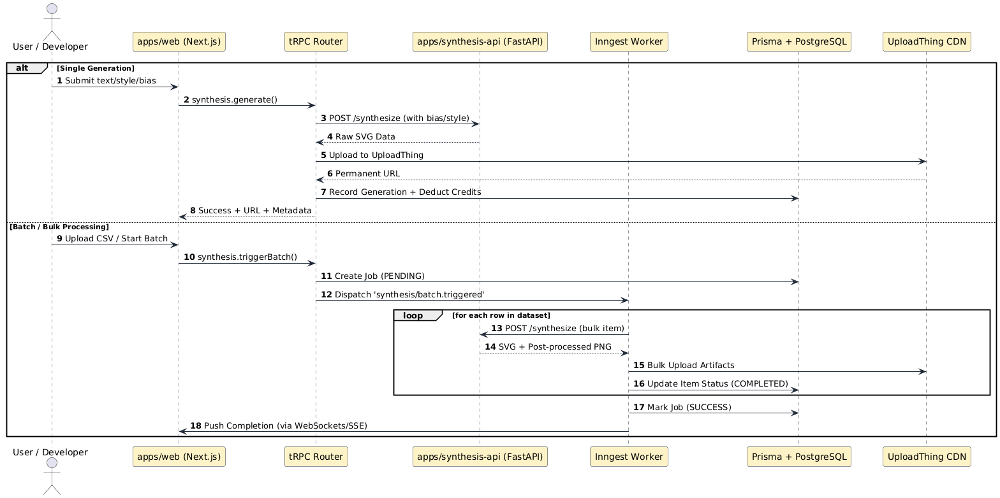 User / Developer
apps/web (Next.js)
tRPC Router
apps/synthesis-api (FastAPI)
Inngest Worker
Prisma + PostgreSQL
UploadThing CDN
alt
[Single Generation]
1 Submit text/style/bias
2 synthesis.generate()
3 POST /synthesize (with bias/style)
4 Raw SVG Data
5 Upload to UploadThing
6 Permanent URL
7 Record Generation + Deduct Credits
8 Success + URL + Metadata
[Batch / Bulk Processing]
9 Upload CSV / Start Batch
10 synthesis.triggerBatch()
11 Create Job (PENDING)
12 Dispatch 'synthesis/batch.triggered'
loop
[for each row in dataset]
13 POST /synthesize (bulk item)
14 SVG + Post-processed PNG
15 Bulk Upload Artifacts
16 Update Item Status (COMPLETED)
17 Mark Job (SUCCESS)
18 Push Completion (via WebSockets/SSE)
User / Developer
apps/web (Next.js)
tRPC Router
apps/synthesis-api (FastAPI)
Inngest Worker
Prisma + PostgreSQL
UploadThing CDN